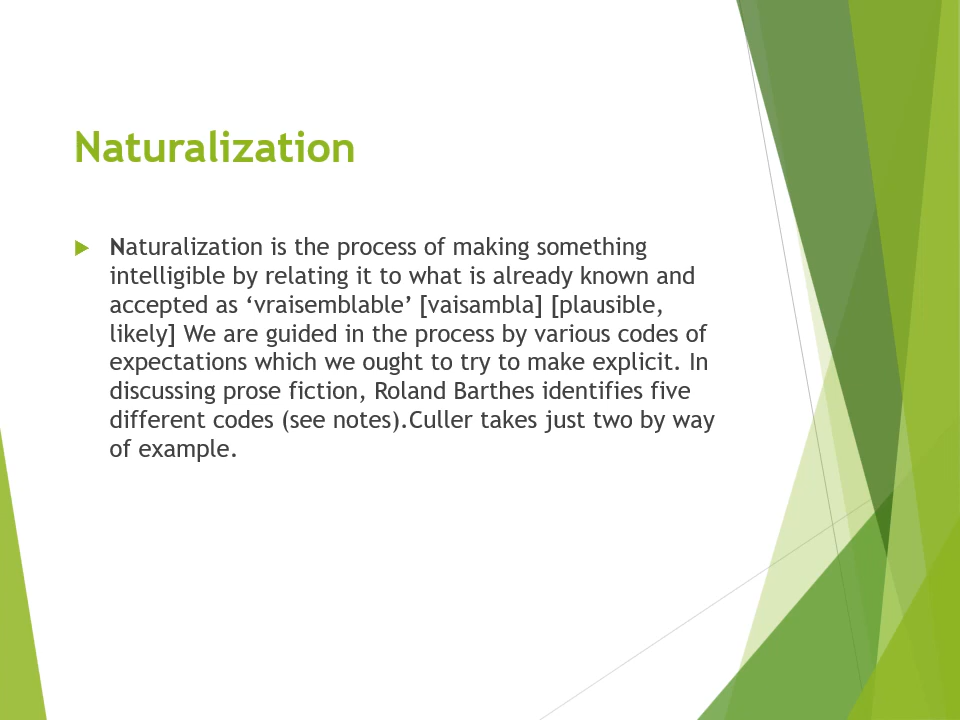 Naturalization
Naturalization is the process of making something
intelligible by relating it to what is already known and
accepted as ‘vraisemblable’ [vaisambla] [plausible,
likely] We are guided in the process by various codes of
expectations which we ought to try to make explicit. In
discussing prose fiction, Roland Barthes identifies five
different codes (see notes).Culler takes just two by way
of example.